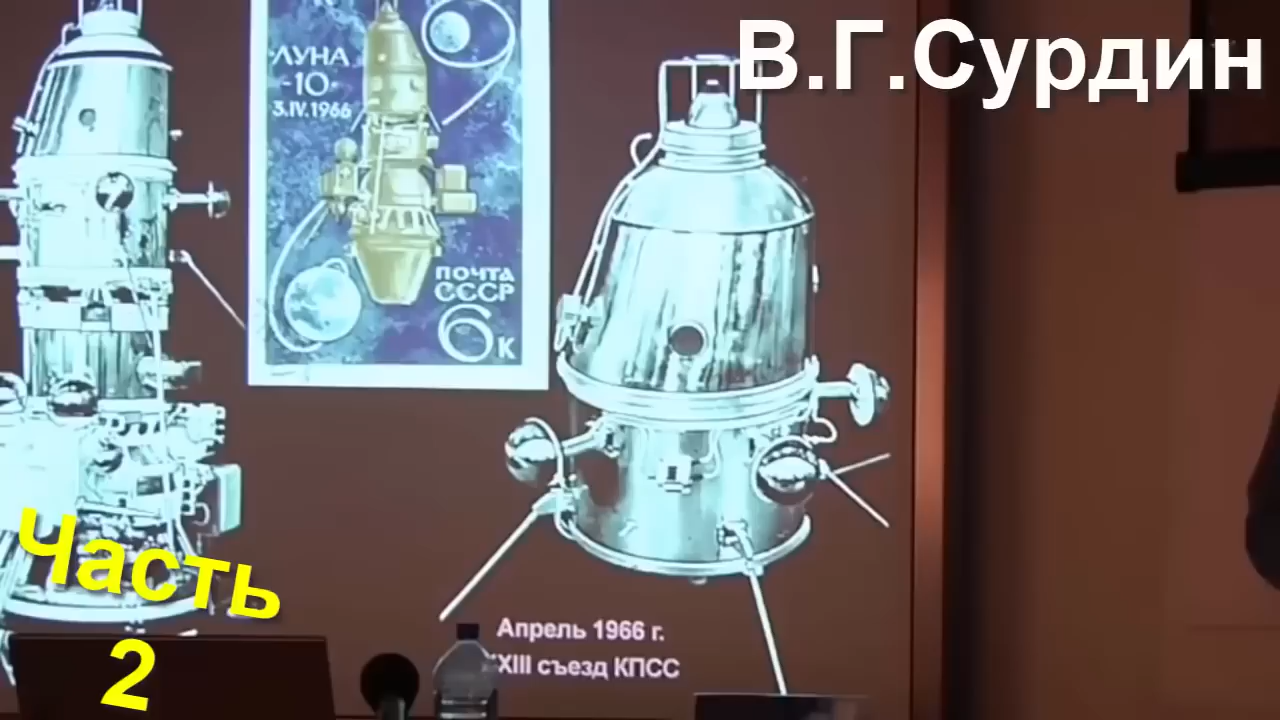 В.Г.Сурдин
ЛУНА
-10-
3.IV.1966
ПОЧТА
СССР
6К
Апрель 1966 г.
XXIII съезд КПСС
Часть
2